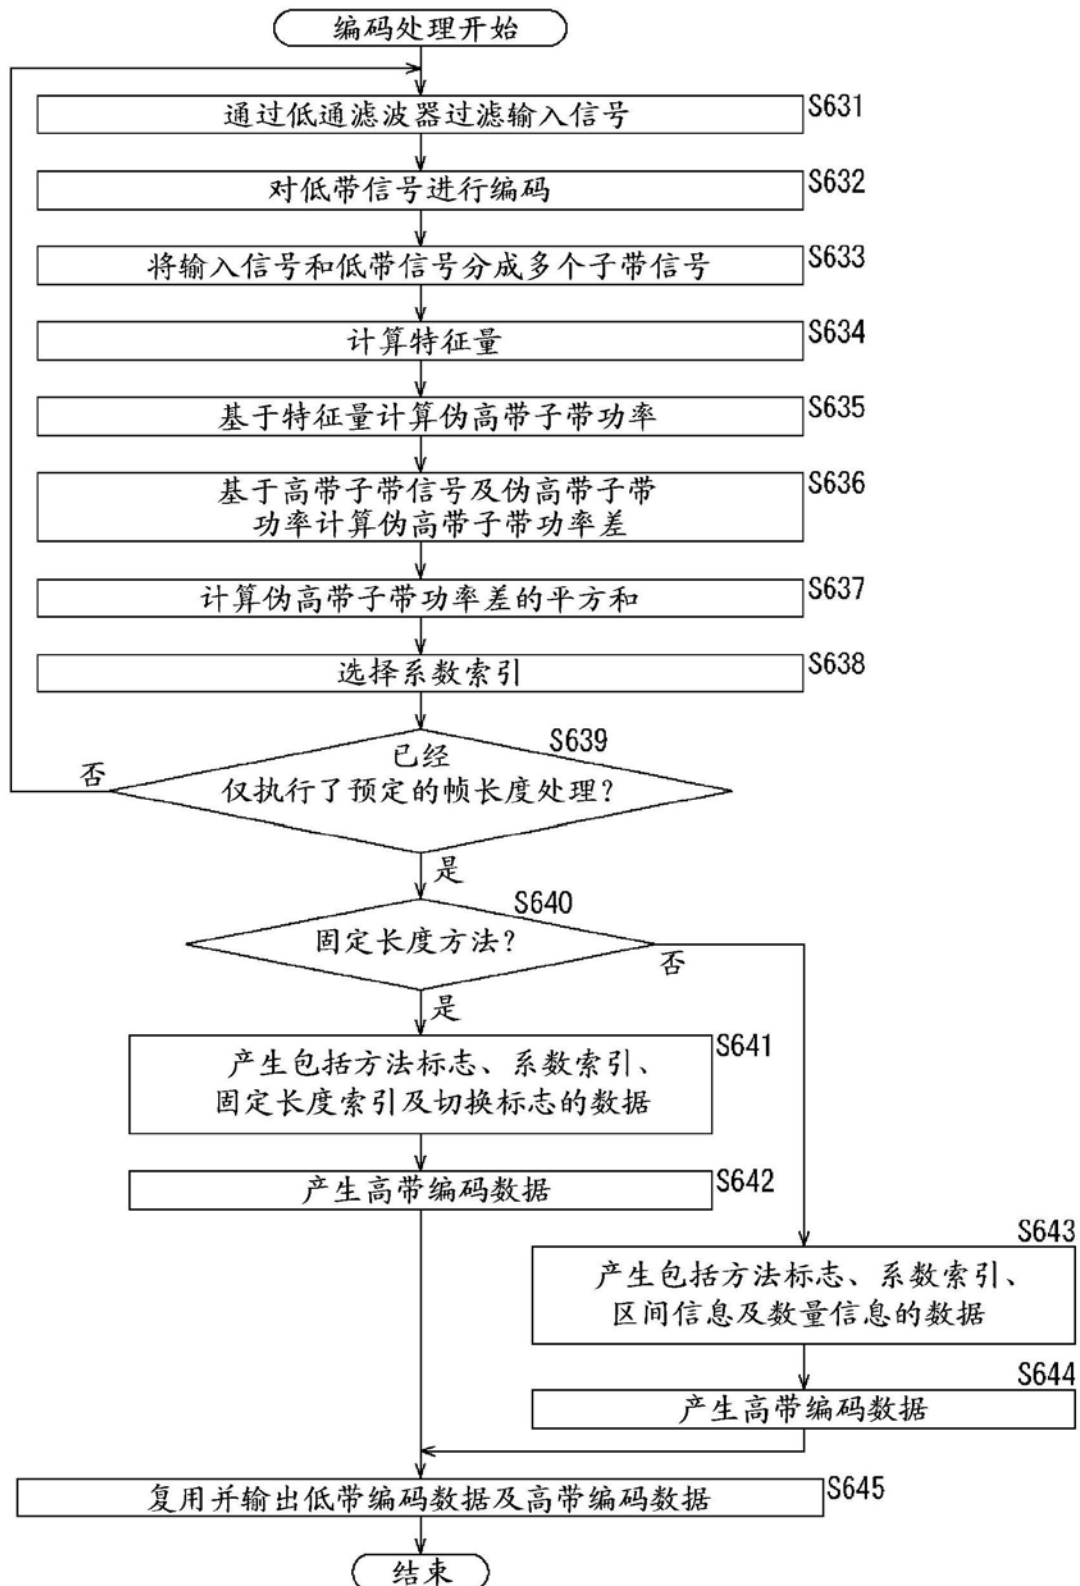 编码处理开始
通过低通滤波器过滤输入信号
S631
对低带信号进行编码
S632
将输入信号和低带信号分成多个子带信号
S633
计算特征量
S634
基于特征量计算伪高带子带功率
S635
基于高带子带信号及伪高带子带
功率计算伪高带子带功率差
S636
计算伪高带子带功率差的平方和
S637
选择系数索引
S638
S639
已经
仅执行了预定的帧长度处理?
否
是
S640
固定长度方法?
否
是
S641
产生包括方法标志、系数索引、
固定长度索引及切换标志的数据
产生高带编码数据
S642
S643
产生包括方法标志、系数索引、
区间信息及数量信息的数据
S644
产生高带编码数据
复用并输出低带编码数据及高带编码数据
S645
结束